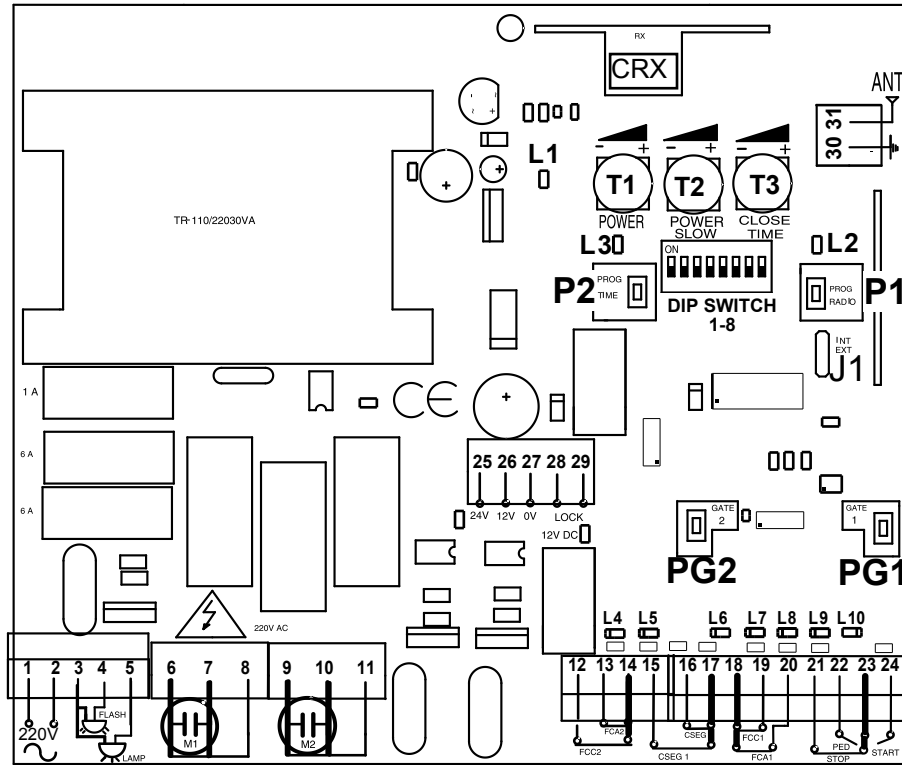 RX
CRX
ANT
31
30
L1
- +
- +
- +
T1
T2
T3
POWER
POWER
SLOW
CLOSE
TIME
TR-110/22030VA
L3
ON
L2
P2
PROG
TIME
DIP SWITCH
1-8
PROG
RADIO
P1
INT
EXT
J1
1 A
6 A
6 A
25 26 27 28 29
24V 12V 0V LOCK
12V DC
GATE
2
GATE
1
PG2
PG1
220V AC
L4 L5 L6 L7 L8 L9 L10
1 2 3 4 5 6 7 8 9 10 11
12 13 14 15 16 17 18 19 20 21 22 23 24
220V
FLASH
LAMP
M1
M2
FCA2
FCC2
CSEG
CSEG 1
FCC1
FCA1
PED
STOP
START